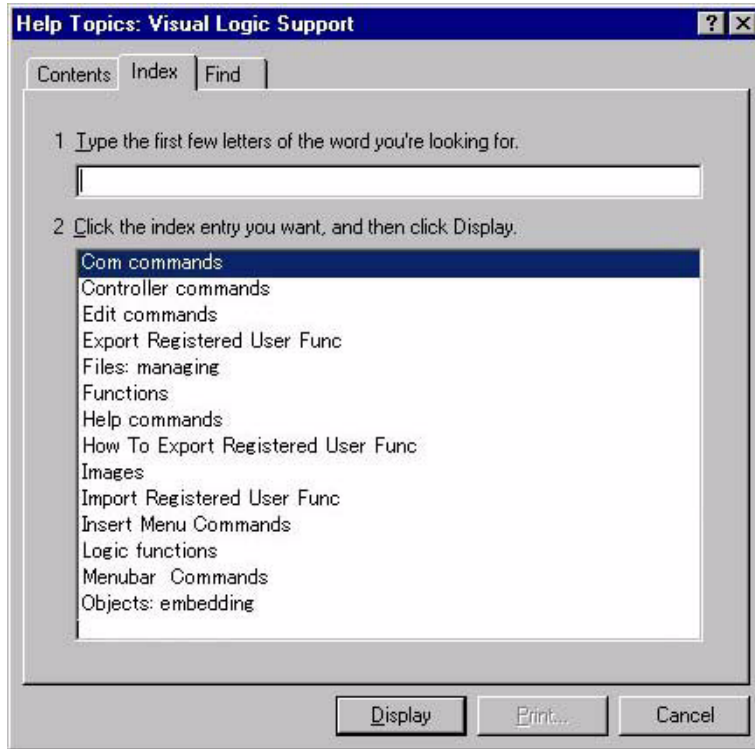 Help Topics: Visual Logic Support
Contents Index Find
1 Type the first few letters of the word you're looking for.
2 Click the index entry you want, and then click Display.
Com commands
Controller commands
Edit commands
Export Registered User Func
Files: managing
Functions
Help commands
How To Export Registered User Func
Images
Import Registered User Func
Insert Menu Commands
Logic functions
Menubar  Commands
Objects: embedding
Display Print... Cancel